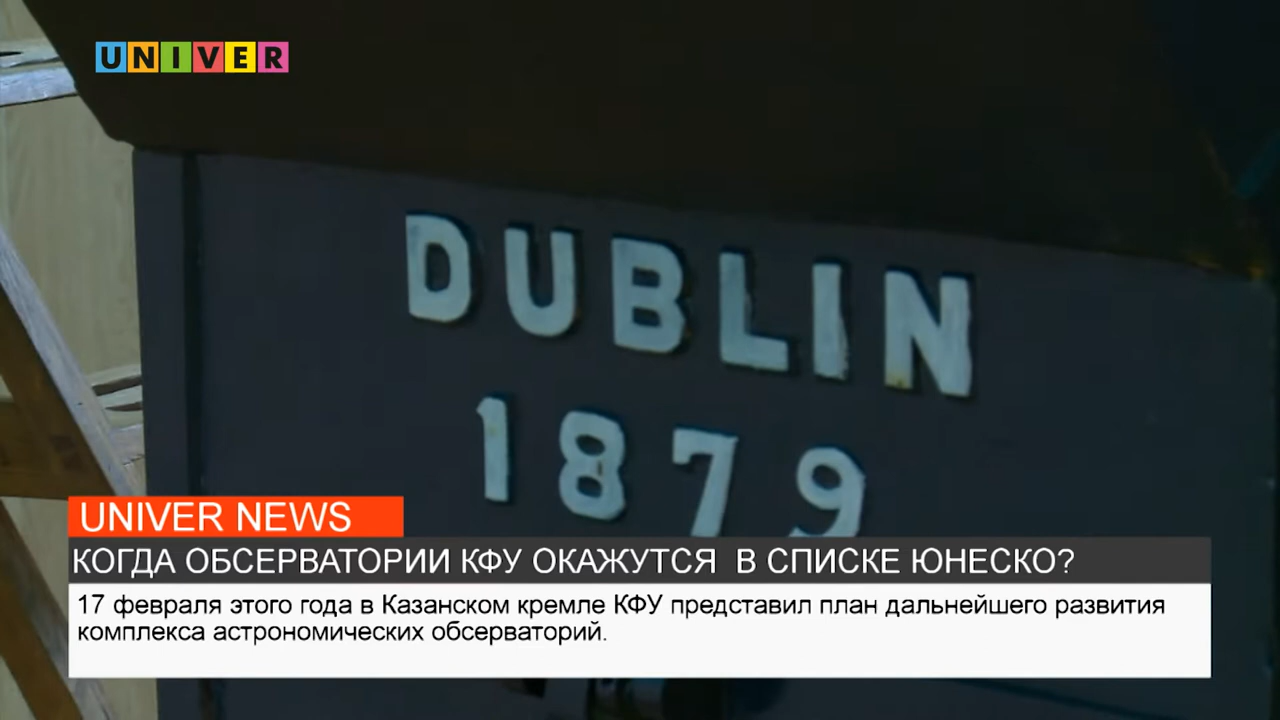 UNIVER
DUBLIN
1879
UNIVER NEWS
КОГДА ОБСЕРВАТОРИИ КФУ ОКАЖУТСЯ В СПИСКЕ ЮНЕСКО?
17 февраля этого года в Казанском кремле КФУ представил план дальнейшего развития
комплекса астрономических обсерваторий.